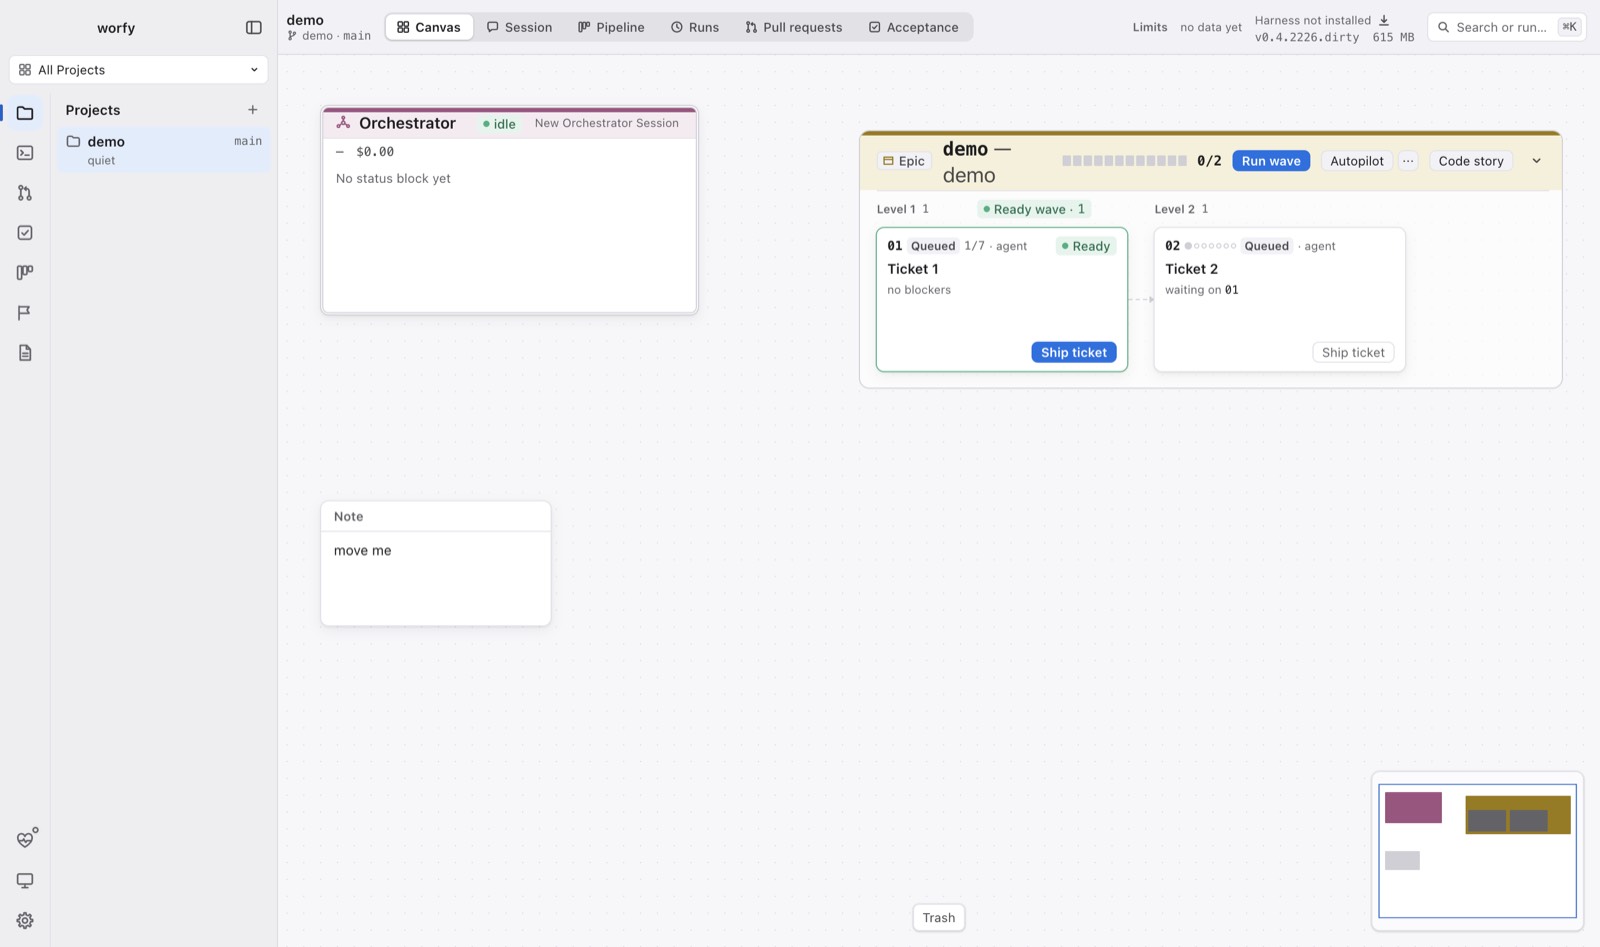 worfy
demo
demo · main
Canvas
Session
Pipeline
Runs
Pull requests
Acceptance
Limits
no data yet
Harness not installed
v0.4.2226.dirty 615 MB
Search or run...
⌘K
All Projects
Projects
+
demo
main
quiet
Orchestrator
idle
New Orchestrator Session
— $0.00
No status block yet
Epic
demo —
demo
0/2
Run wave
Autopilot
···
Code story
Level 1 1
Ready wave · 1
Level 2 1
01 Queued 1/7 · agent
Ready
Ticket 1
no blockers
Ship ticket
02 Queued · agent
Ticket 2
waiting on 01
Ship ticket
Note
move me
Trash